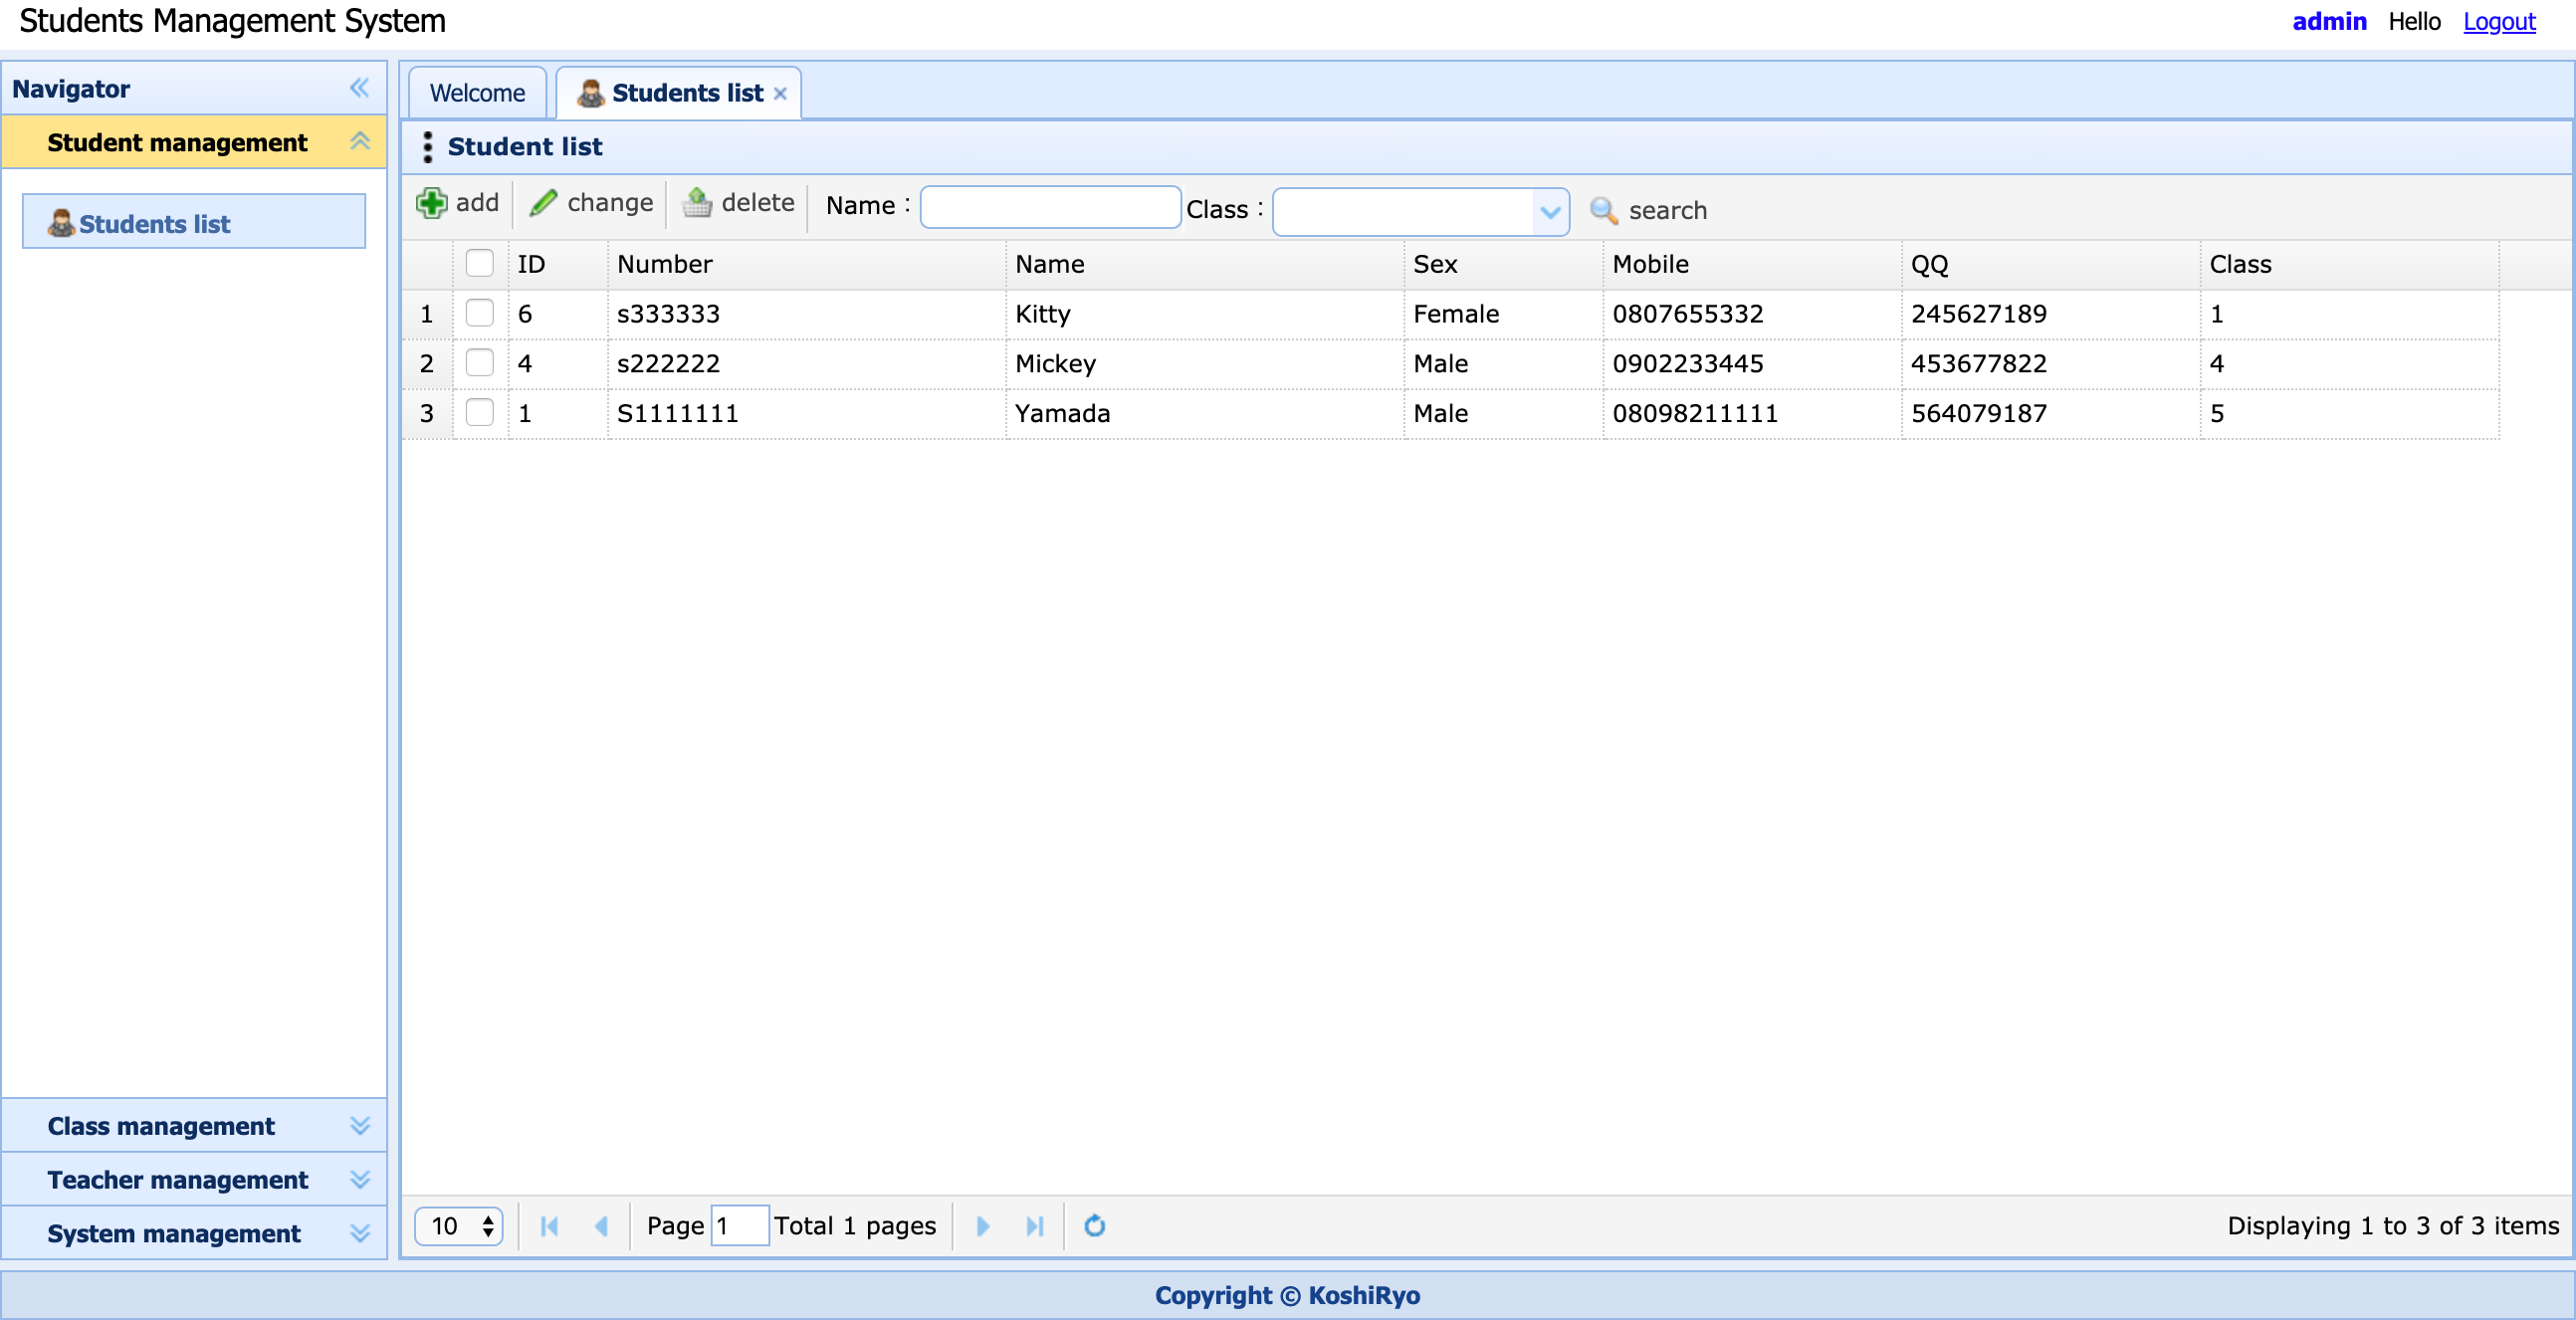 Students Management System
admin Hello Logout
Navigator
Student management
Students list
Class management
Teacher management
System management
Welcome
Students list
Student list
add change delete Name : Class : search
ID Number Name Sex Mobile QQ Class
1 6 s333333 Kitty Female 0807655332 245627189 1
2 4 s222222 Mickey Male 0902233445 453677822 4
3 1 S1111111 Yamada Male 08098211111 564079187 5
10 Page 1 Total 1 pages Displaying 1 to 3 of 3 items
Copyright © KoshiRyo